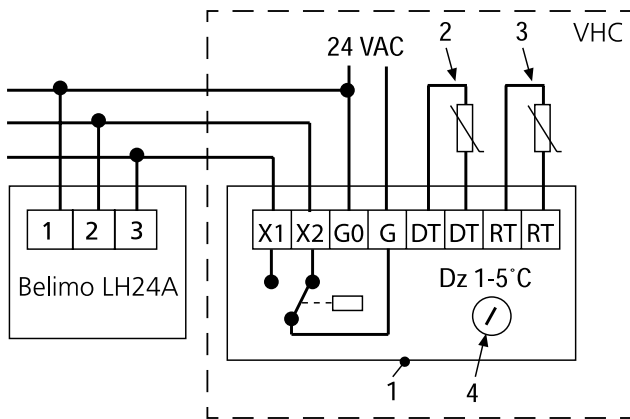 2 3 VHC
24 VAC
1 2 3
X1 X2 G0 G DT DT RT RT
Belimo LH24A
Dz 1-5°C
1 4